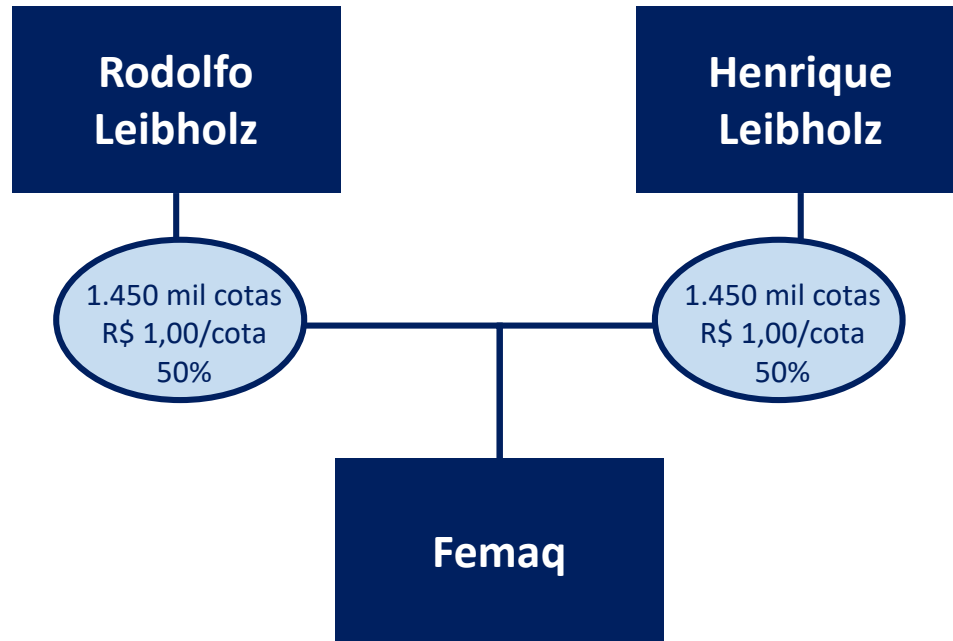 Rodolfo
Leibholz
Henrique
Leibholz
1.450 mil cotas
R$ 1,00/cota
50%
1.450 mil cotas
R$ 1,00/cota
50%
Femaq